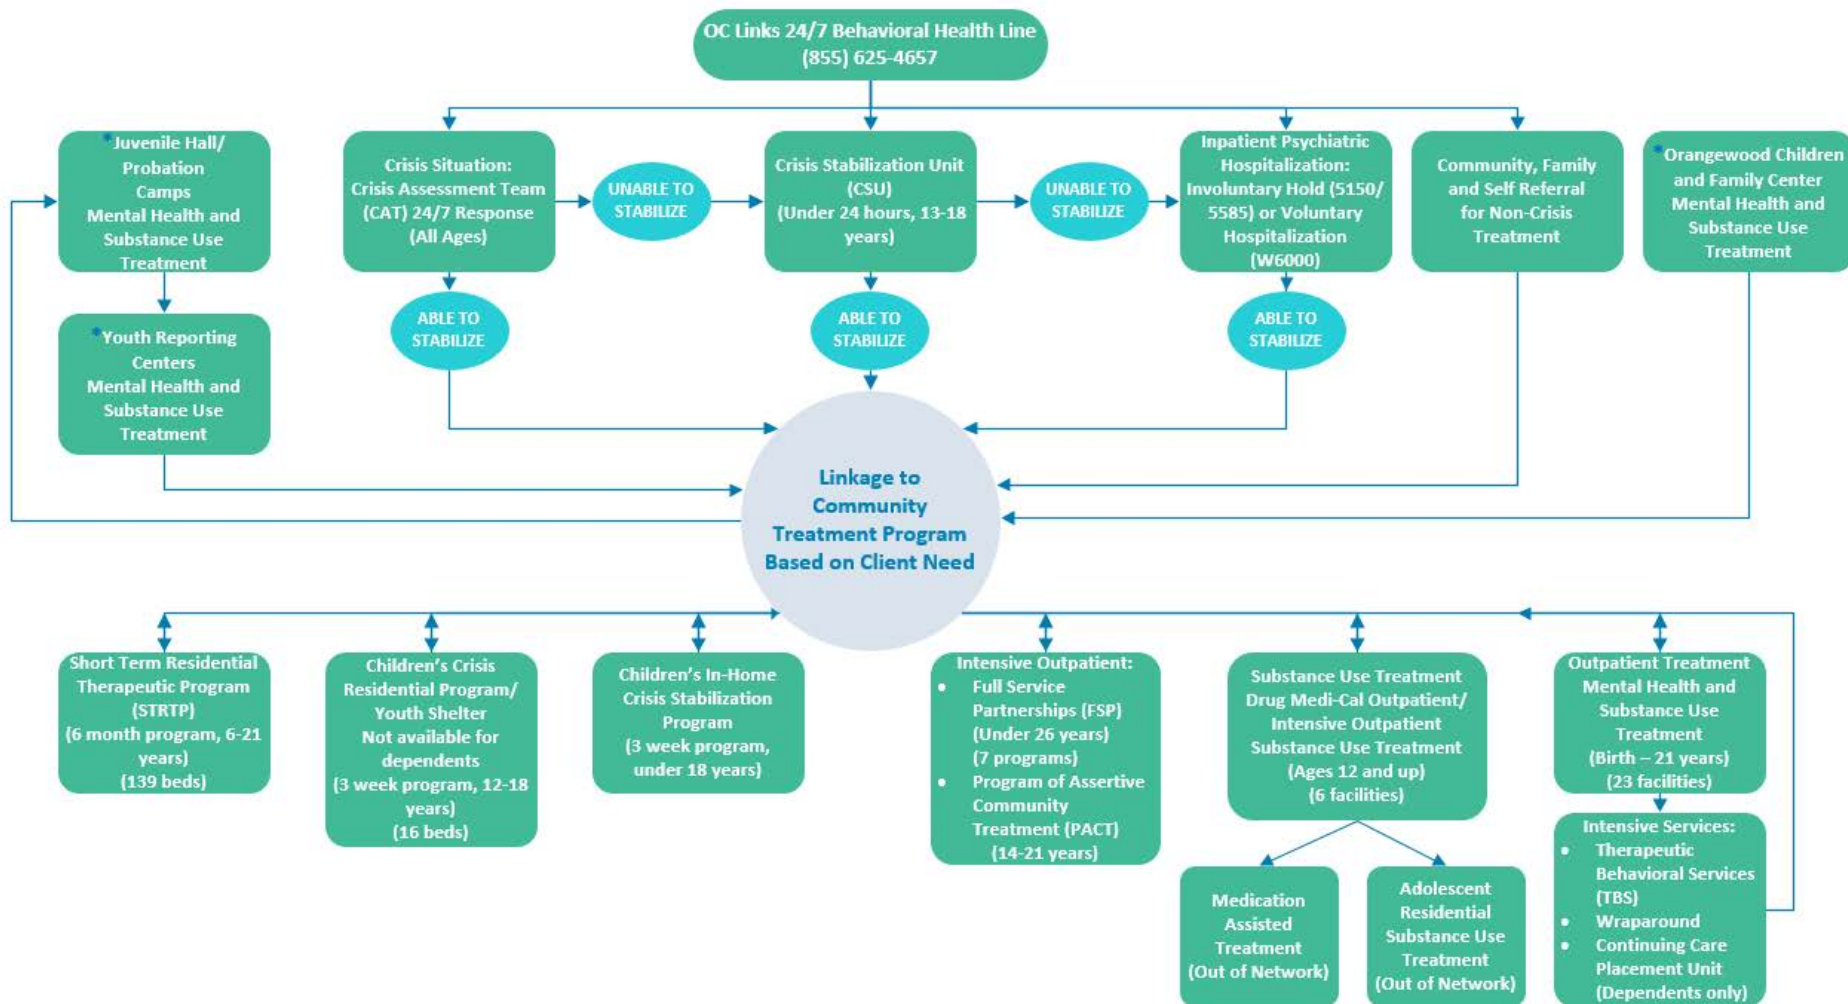 OC Links 24/7 Behavioral Health Line
(855) 625-4657
*Juvenile Hall/
Probation
Camps
Mental Health and
Substance Use
Treatment
Crisis Situation:
Crisis Assessment Team
(CAT) 24/7 Response
(All Ages)
UNABLE TO
STABILIZE
Crisis Stabilization Unit
(CSU)
(Under 24 hours, 13-18
years)
UNABLE TO
STABILIZE
Inpatient Psychiatric
Hospitalization:
Involuntary Hold (5150/
5585) or Voluntary
Hospitalization
(W6000)
Community, Family
and Self Referral
for Non-Crisis
Treatment
*Orangewood Children
and Family Center
Mental Health and
Substance Use
Treatment
*Youth Reporting
Centers
Mental Health and
Substance Use
Treatment
ABLE TO
STABILIZE
ABLE TO
STABILIZE
ABLE TO
STABILIZE
Linkage to
Community
Treatment Program
Based on Client Need
Short Term Residential
Therapeutic Program
(STRTP)
(6 month program, 6-21
years)
(139 beds)
Children’s Crisis
Residential Program/
Youth Shelter
Not available for
dependents
(3 week program, 12-18
years)
(16 beds)
Children’s In-Home
Crisis Stabilization
Program
(3 week program,
under 18 years)
Intensive Outpatient:
• Full Service
Partnerships (FSP)
(Under 26 years)
(7 programs)
• Program of Assertive
Community
Treatment (PACT)
(14-21 years)
Substance Use Treatment
Drug Medi-Cal Outpatient/
Intensive Outpatient
Substance Use Treatment
(Ages 12 and up)
(6 facilities)
Outpatient Treatment
Mental Health and
Substance Use
Treatment
(Birth – 21 years)
(23 facilities)
Medication
Assisted
Treatment
(Out of Network)
Adolescent
Residential
Substance Use
Treatment
(Out of Network)
Intensive Services:
• Therapeutic
Behavioral Services
(TBS)
• Wraparound
• Continuing Care
Placement Unit
(Dependents only)